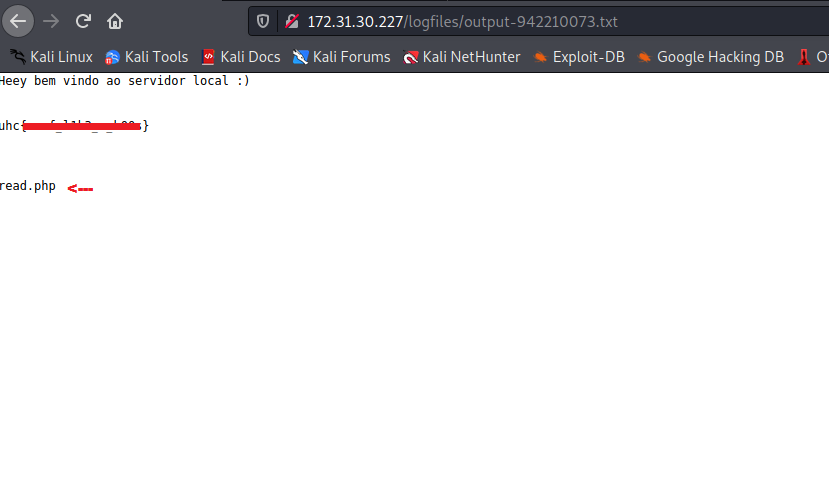 172.31.30.227/logfiles/output-942210073.txt
Kali Linux Kali Tools Kali Docs Kali Forums Kali NetHunter Exploit-DB Google Hacking DB
Heey bem vindo ao servidor local :)
uhc{
read.php <---